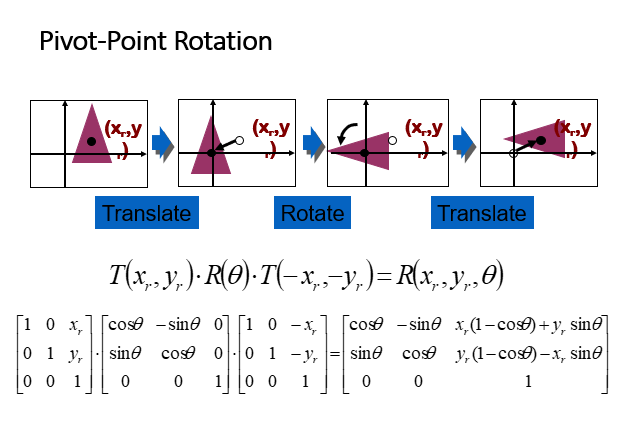 Pivot-Point Rotation
(xᵣ,y
ᵣ)
(xᵣ,y
ᵣ)
(xᵣ,y
ᵣ)
(xᵣ,y
ᵣ)
Translate Rotate Translate
T(xᵣ, yᵣ)·R(θ)·T(−xᵣ,−yᵣ)=R(xᵣ, yᵣ,θ)
[1 0 xᵣ] [cosθ −sinθ 0] [1 0 −xᵣ] [cosθ −sinθ xᵣ(1−cosθ)+yᵣ sinθ]
[0 1 yᵣ]·[sinθ cosθ 0]·[0 1 −yᵣ]=[sinθ cosθ yᵣ(1−cosθ)−xᵣ sinθ]
[0 0 1] [0 0 1] [0 0 1] [0 0 1]